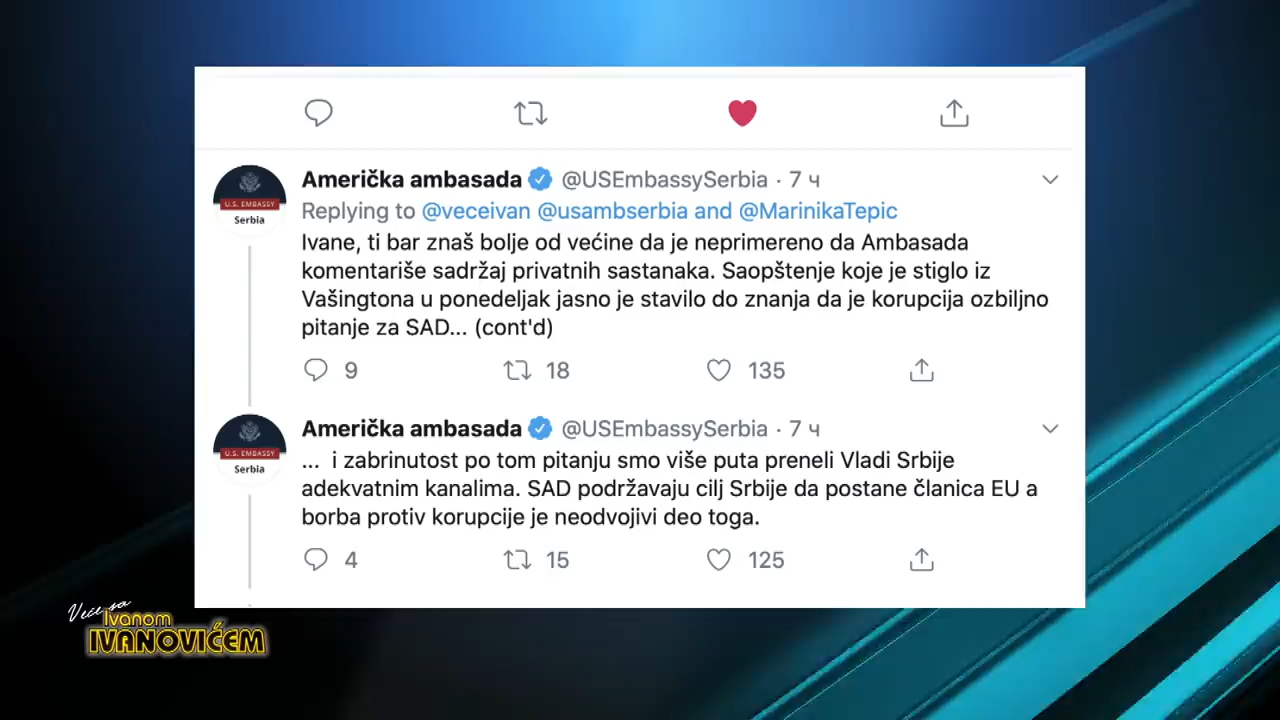 Američka ambasada @USEmbassySerbia · 7 ч
Replying to @veceivan @usambserbia and @MarinikaTepic
Ivane, ti bar znaš bolje od većine da je neprimereno da Ambasada
komentariše sadržaj privatnih sastanaka. Saopštenje koje je stiglo iz
Vašingtona u ponedeljak jasno je stavilo do znanja da je korupcija ozbiljno
pitanje za SAD... (cont'd)
9 18 135
U.S. EMBASSY
Serbia
Američka ambasada @USEmbassySerbia · 7 ч
... i zabrinutost po tom pitanju smo više puta preneli Vladi Srbije
adekvatnim kanalima. SAD podržavaju cilj Srbije da postane članica EU a
borba protiv korupcije je neodvojivi deo toga.
4 15 125
U.S. EMBASSY
Serbia
Veče sa
Ivanom
IVANOVIĆEM